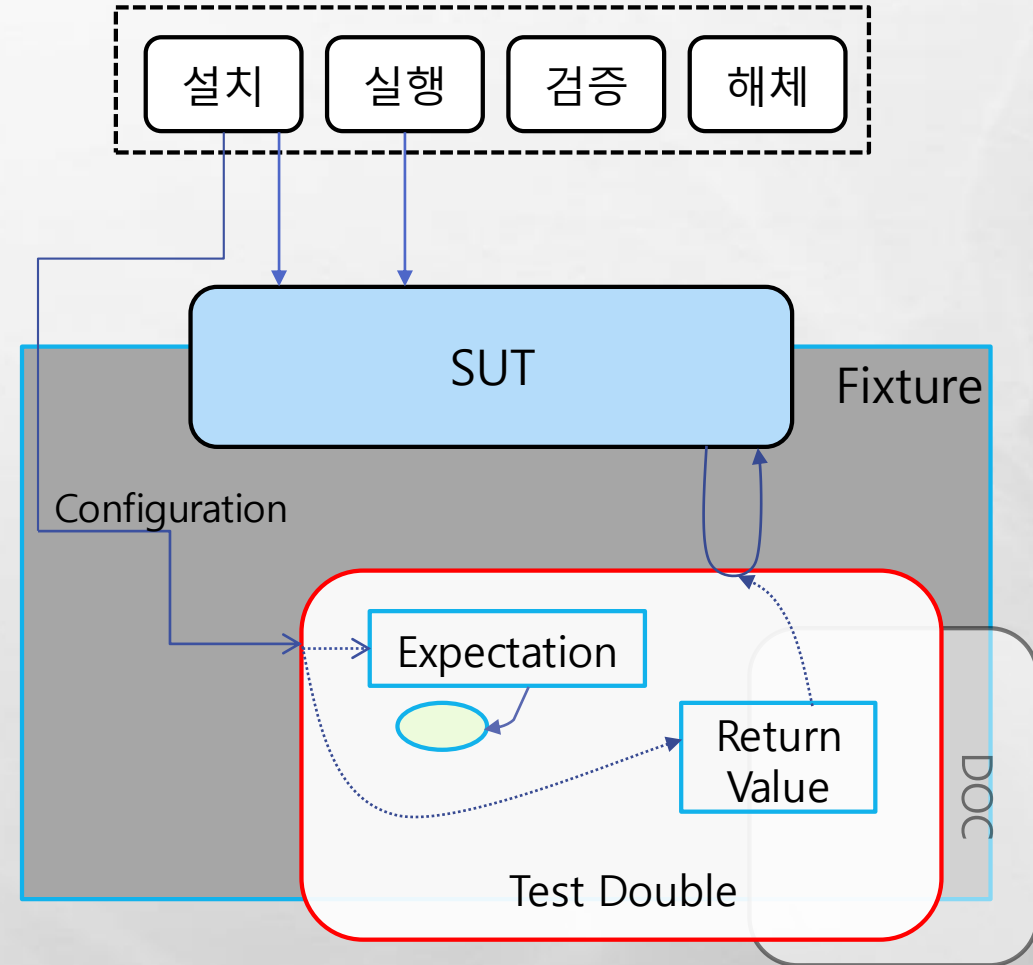 설치
실행
검증
해체
SUT
Fixture
Configuration
Expectation
Return
Value
DOC
Test Double